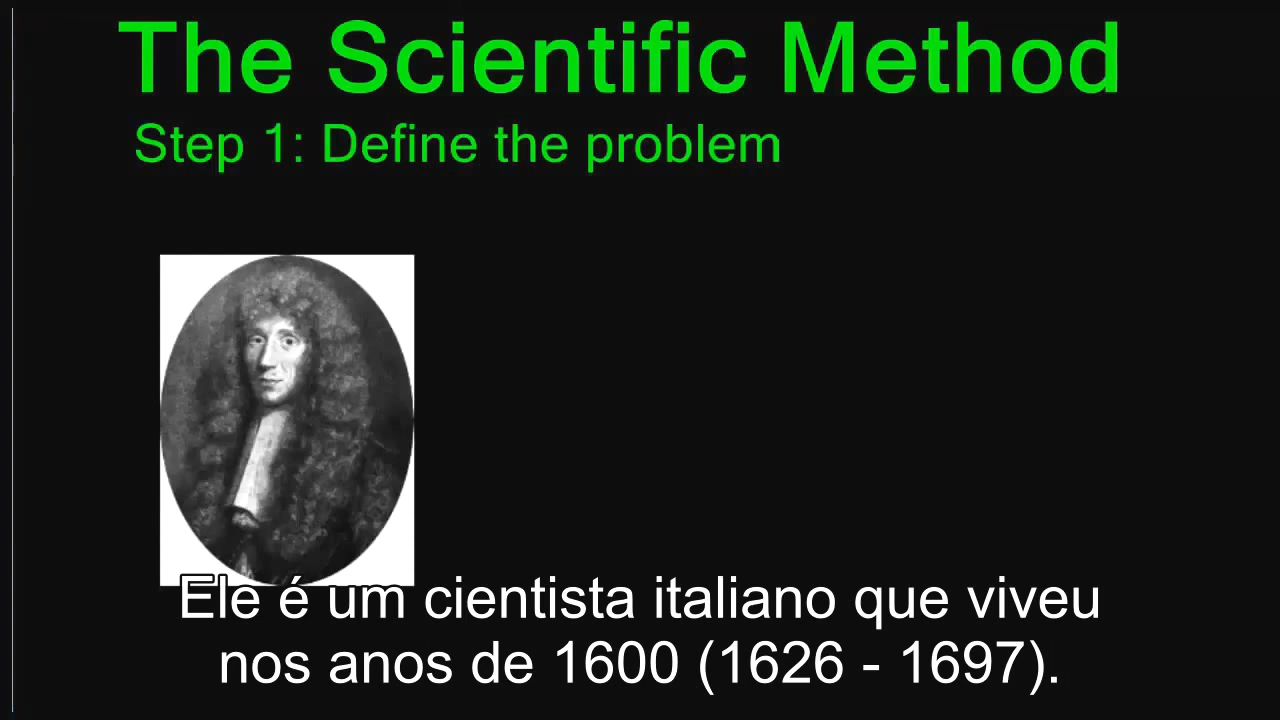 The Scientific Method
Step 1: Define the problem
Ele é um cientista italiano que viveu
nos anos de 1600 (1626 - 1697).